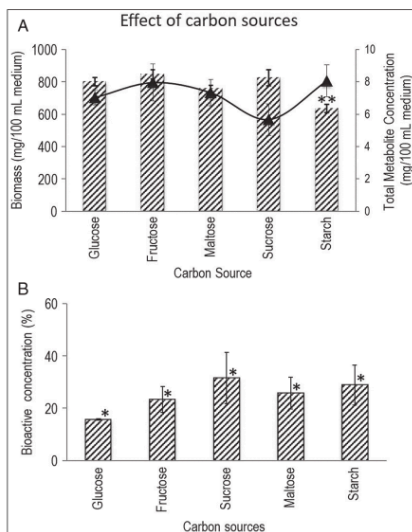 A
Effect of carbon sources
Biomass
(mg/100 mL medium)
1000
800
600
400
200
0
10
8
6
4
2
0
Total Metabolite Concentration
(mg/100 mL medium)
**
Glucose
Fructose
Maltose
Sucrose
Starch
Carbon Source
B
Bioactive concentration (%)
60
40
20
0
*
*
*
*
*
Glucose
Fructose
Sucrose
Maltose
Starch
Carbon sources